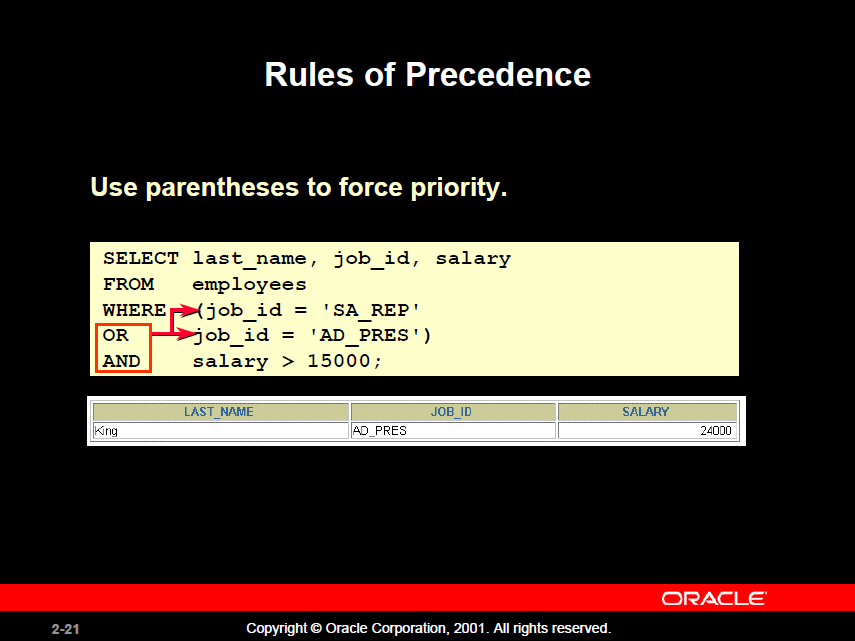 Rules of Precedence
Use parentheses to force priority.
SELECT last_name, job_id, salary
FROM employees
WHERE (job_id = 'SA_REP'
OR job_id = 'AD_PRES')
AND salary > 15000;
LAST_NAME JOB_ID SALARY
King AD_PRES 24000
ORACLE
2-21 Copyright © Oracle Corporation, 2001. All rights reserved.